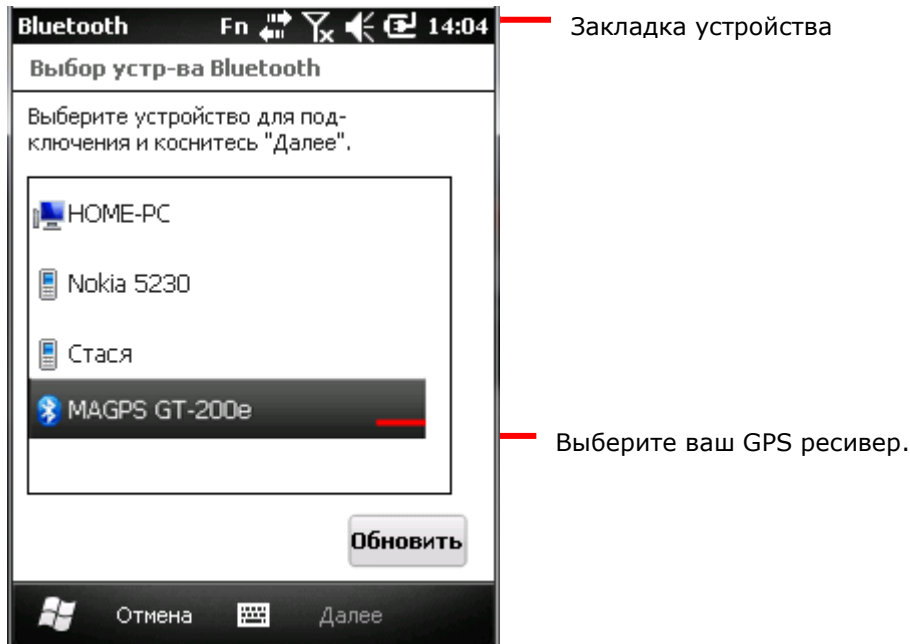 Bluetooth Fn 14:04
Закладка устройства
Выбор устр-ва Bluetooth
Выберите устройство для под-
ключения и коснитесь "Далее".
HOME-PC
Nokia 5230
Стася
MAGPS GT-200e
Выберите ваш GPS ресивер.
Обновить
Отмена Далее